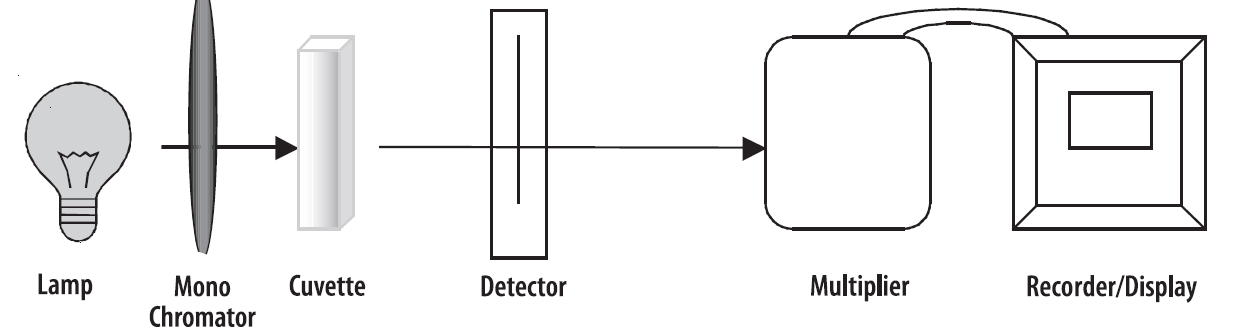 Lamp
Mono
Chromator
Cuvette
Detector
Multiplier
Recorder/Display